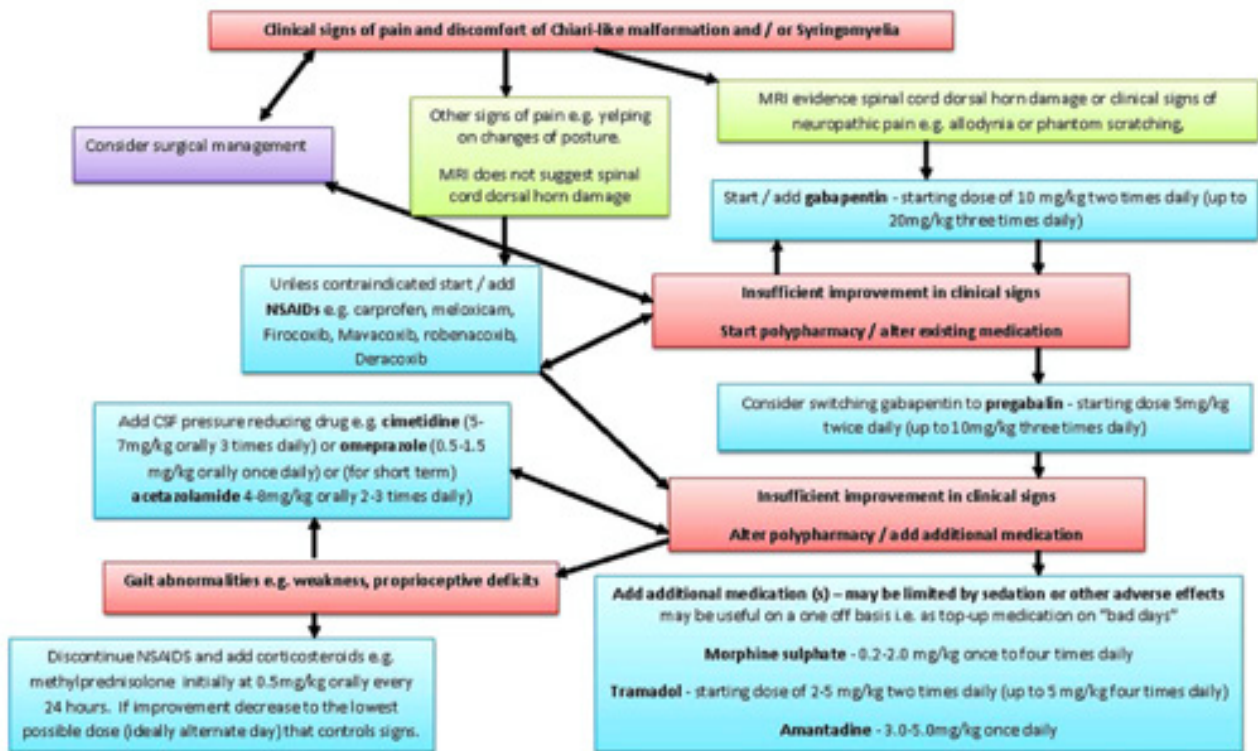 Clinical signs of pain and discomfort of Chiari-like malformation and / or Syringomyelia
Consider surgical management
Other signs of pain e.g. yelping
on changes of posture.
MRI does not suggest spinal
cord dorsal horn damage
MRI evidence spinal cord dorsal horn damage or clinical signs of
neuropathic pain e.g. allodynia or phantom scratching,
Start / add gabapentin - starting dose of 10 mg/kg two times daily (up
to 20mg/kg three times daily)
Unless contraindicated start / add
NSAIDs e.g. carprofen, meloxicam,
Firocoxib, Mavacoxib, robenacoxib,
Deracoxib
Insufficient improvement in clinical signs
Start polypharmacy / alter existing medication
Consider switching gabapentin to pregabalin - starting dose 5mg/kg
twice daily (up to 10mg/kg three times daily)
Add CSF pressure reducing drug e.g. cimetidine (5-
7mg/kg orally 3 times daily) or omeprazole (0.5-1.5
mg/kg orally once daily) or (for short term)
acetazolamide 4-8mg/kg orally 2-3 times daily)
Insufficient improvement in clinical signs
Alter polypharmacy / add additional medication
Gait abnormalities e.g. weakness, proprioceptive deficits
Discontinue NSAIDS and add corticosteroids e.g.
methylprednisolone initially at 0.5mg/kg orally every
24 hours. If improvement decrease to the lowest
possible dose (ideally alternate day) that controls signs.
Add additional medication (s) – may be limited by sedation or other adverse effects
may be useful on a one off basis i.e. as top-up medication on "bad days"
Morphine sulphate - 0.2-2.0 mg/kg once to four times daily
Tramadol - starting dose of 2-5 mg/kg two times daily (up to 5 mg/kg four times daily)
Amantadine - 3.0-5.0mg/kg once daily